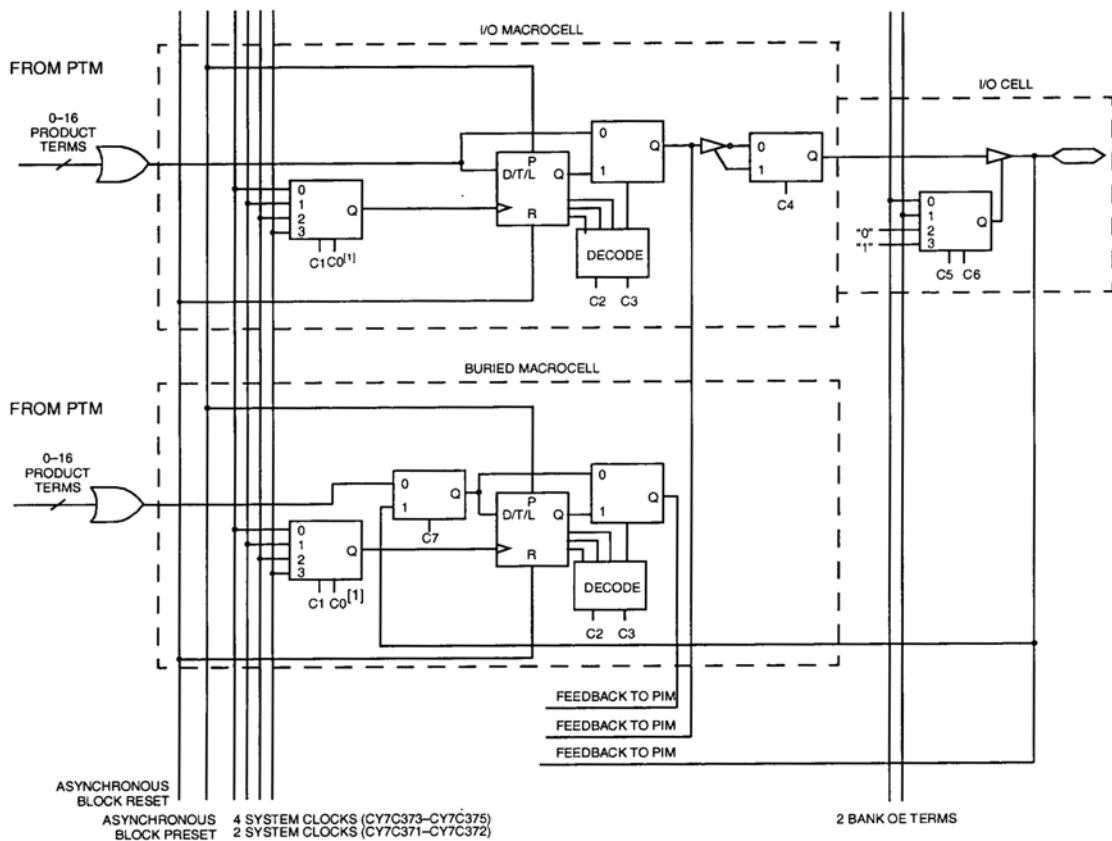 I/O MACROCELL
FROM PTM
I/O CELL
0–16
PRODUCT
TERMS
0
Q
1
P
D/T/L Q
R
0
1
2
3
Q
C1 C0[1]
DECODE
C2 C3
0
1
Q
C4
0
1
2
3
Q
"0"
"1"
C5 C6
BURIED MACROCELL
FROM PTM
0–16
PRODUCT
TERMS
0
1
Q
C7
P
D/T/L Q
R
0
1
Q
0
1
2
3
Q
C1 C0[1]
DECODE
C2 C3
FEEDBACK TO PIM
FEEDBACK TO PIM
FEEDBACK TO PIM
ASYNCHRONOUS
BLOCK RESET
ASYNCHRONOUS
BLOCK PRESET
4 SYSTEM CLOCKS (CY7C373–CY7C375)
2 SYSTEM CLOCKS (CY7C371–CY7C372)
2 BANK OE TERMS